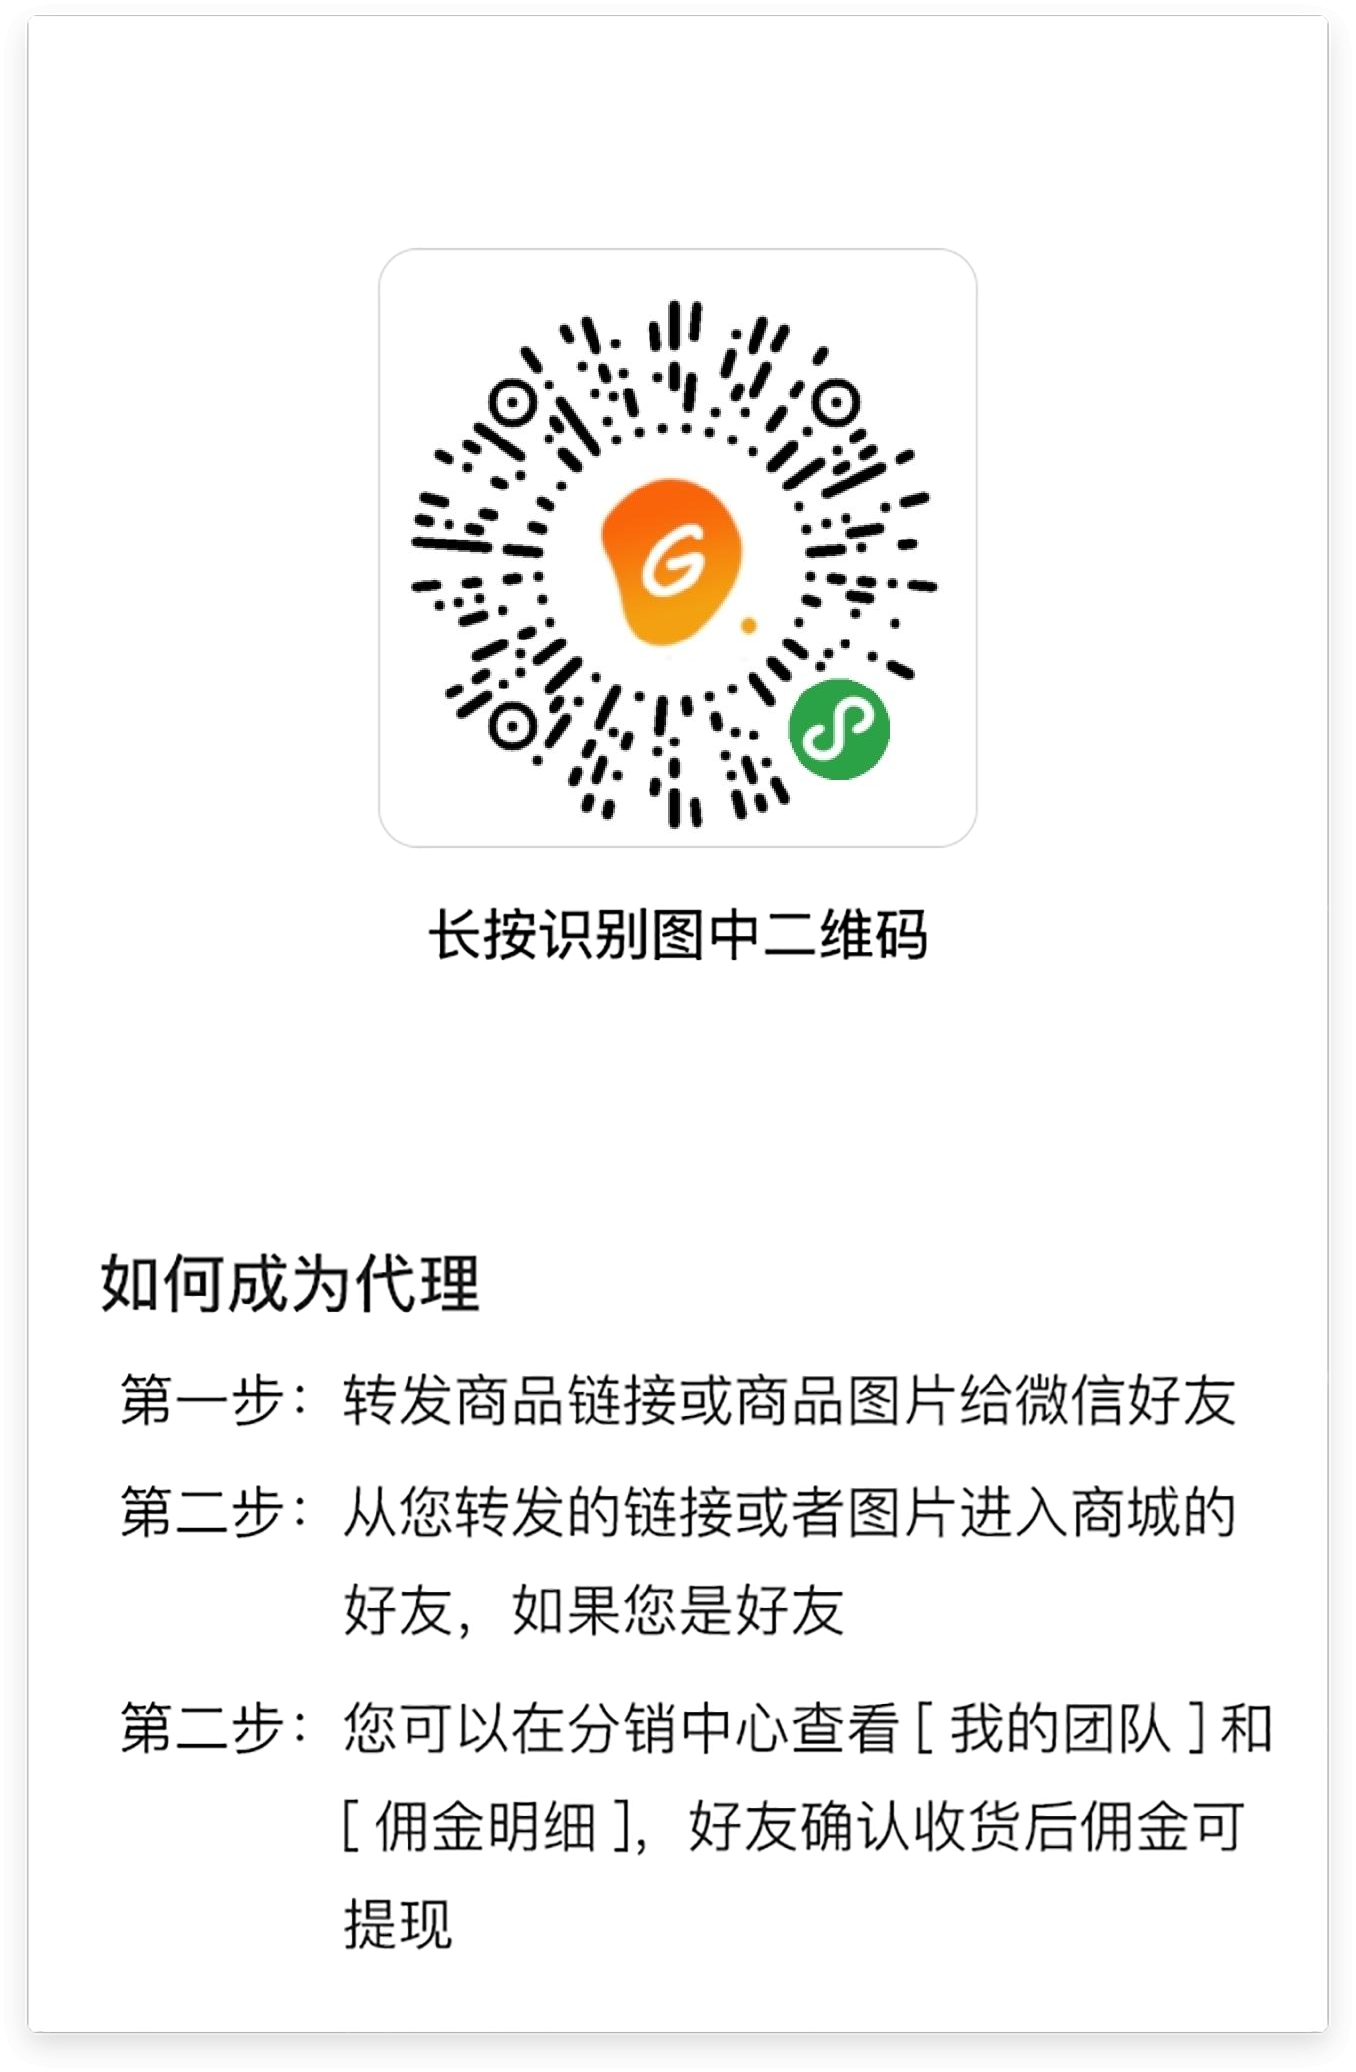 G
长按识别图中二维码
如何成为代理
第一步：转发商品链接或商品图片给微信好友
第二步：从您转发的链接或者图片进入商城的
好友，如果您是好友
第二步：您可以在分销中心查看[ 我的团队 ]和
[ 佣金明细 ]，好友确认收货后佣金可
提现